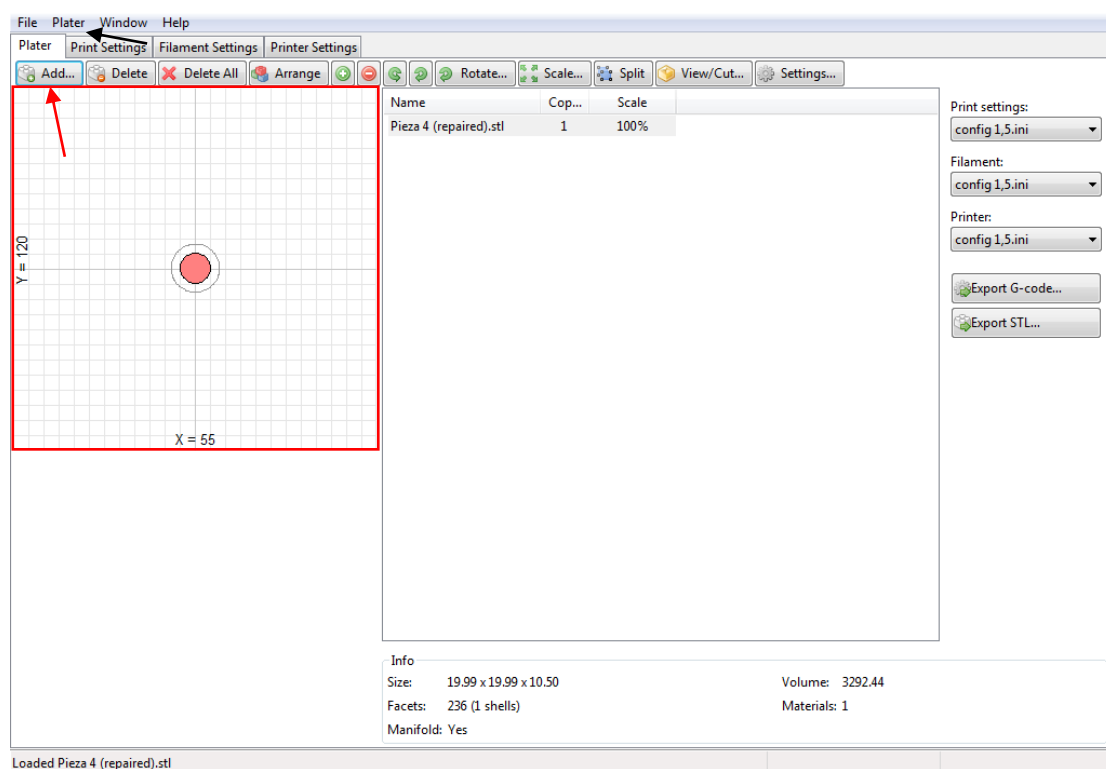 File Plater Window Help
Plater Print Settings Filament Settings Printer Settings
Add... Delete Delete All Arrange Rotate... Scale... Split View/Cut... Settings...
Name Cop... Scale
Pieza 4 (repaired).stl 1 100%
Y = 120
X = 55
Print settings:
config 1,5.ini
Filament:
config 1,5.ini
Printer:
config 1,5.ini
Export G-code...
Export STL...
Info
Size: 19.99 x 19.99 x 10.50 Volume: 3292.44
Facets: 236 (1 shells) Materials: 1
Manifold: Yes
Loaded Pieza 4 (repaired).stl